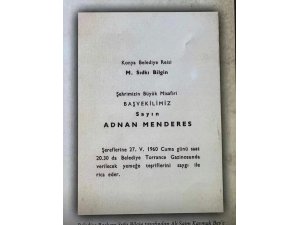 Konya Belediye Reisi
M. Sıdkı Bilgin
Şehrimizin Büyük Misafiri
BAŞVEKİLİMİZ
Sayın
ADNAN MENDERES
Şereflerine 27. V. 1960 Cuma günü saat
20.30 da Belediye Torrance Gazinosunda
verilecek yemeğe teşriflerini saygı ile
rica eder.